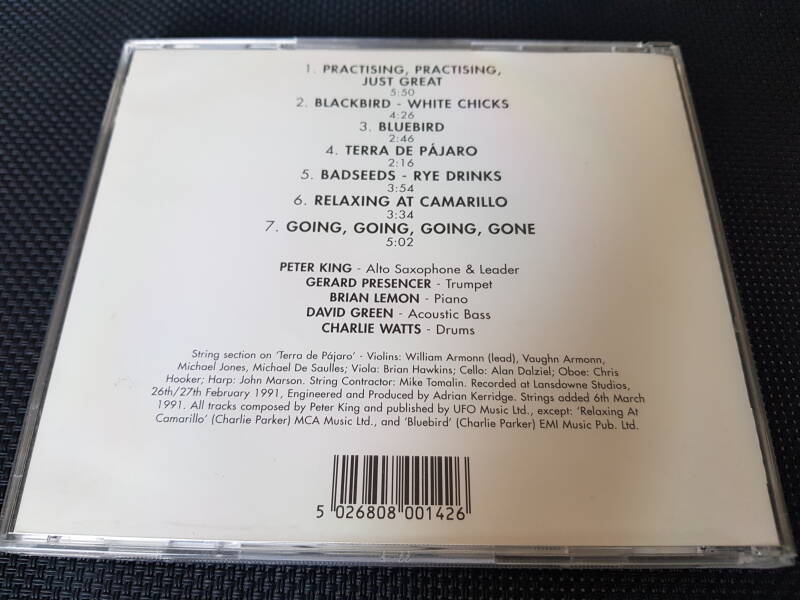 1. PRACTISING, PRACTISING,
JUST GREAT
5:50
2. BLACKBIRD - WHITE CHICKS
4:26
3. BLUEBIRD
2:46
4. TERRA DE PÁJARO
2:16
5. BADSEEDS - RYE DRINKS
3:54
6. RELAXING AT CAMARILLO
3:34
7. GOING, GOING, GOING, GONE
5:02
PETER KING - Alto Saxophone & Leader
GERARD PRESENCER - Trumpet
BRIAN LEMON - Piano
DAVID GREEN - Acoustic Bass
CHARLIE WATTS - Drums
String section on 'Terra de Pájaro' - Violins: William Armonn (lead), Vaughn Armonn,
Michael Jones, Michael De Saulles; Viola: Brian Hawkins; Cello: Alan Dalziel; Oboe: Chris
Hooker; Harp: John Marson. String Contractor: Mike Tomalin. Recorded at Lansdowne Studios,
26th/27th February 1991, Engineered and Produced by Adrian Kerridge. Strings added 6th March
1991. All tracks composed by Peter King and published by UFO Music Ltd., except: 'Relaxing At
Camarillo' (Charlie Parker) MCA Music Ltd., and 'Bluebird' (Charlie Parker) EMI Music Pub. Ltd.
5 026808 001426